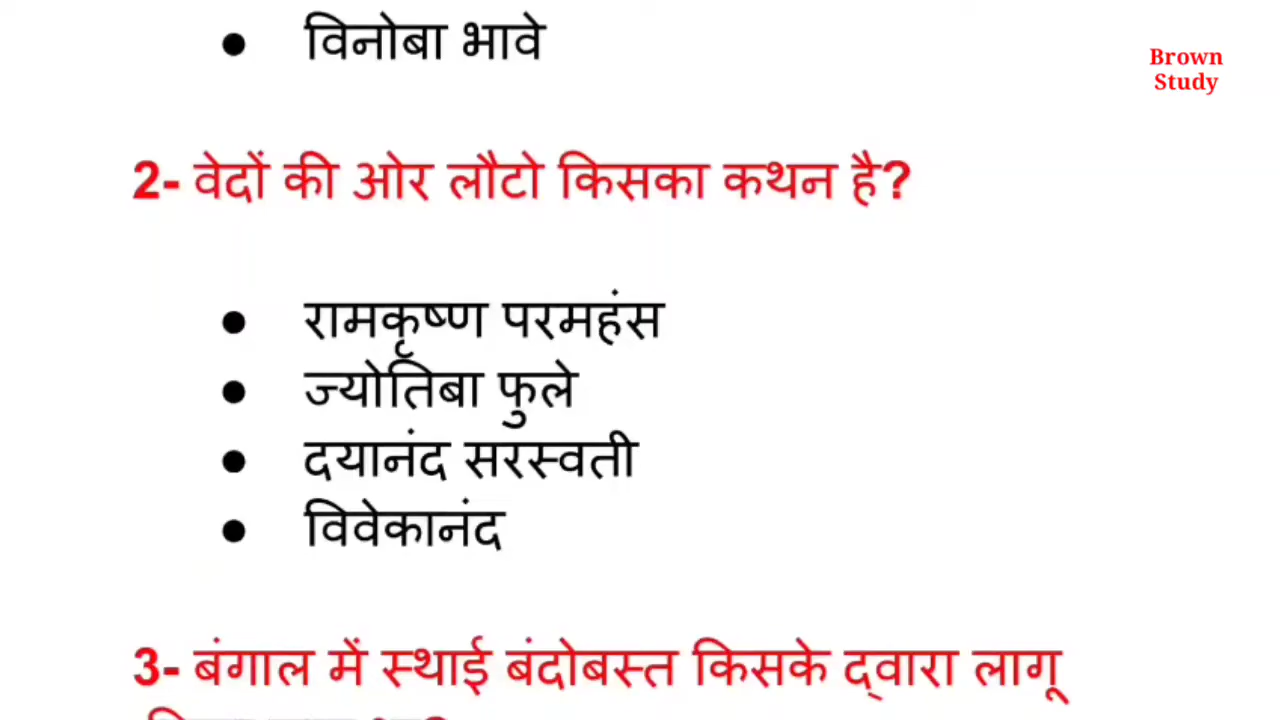 ● विनोबा भावे
Brown
Study
2- वेदों की ओर लौटो किसका कथन है?
● रामकृष्ण परमहंस
● ज्योतिबा फुले
● दयानंद सरस्वती
● विवेकानंद
3- बंगाल में स्थाई बंदोबस्त किसके द्वारा लागू